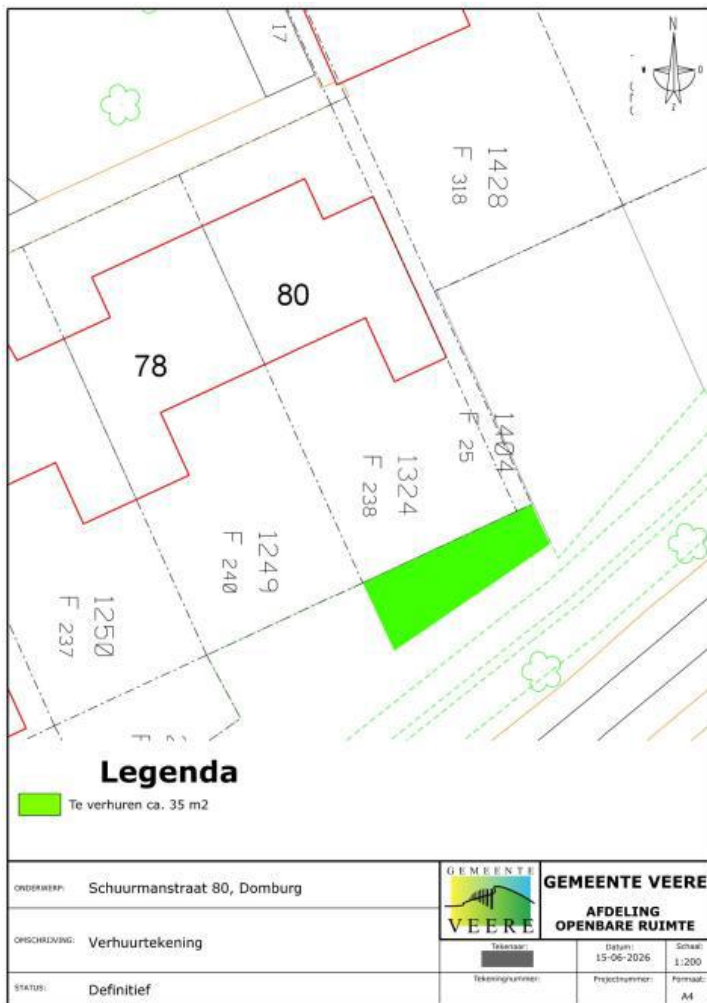 17
N
W O
Z
1428
F 318
80
78
1404
F 25
1324
F 238
1249
F 240
1250
F 237
Legenda
Te verhuren ca. 35 m2
ONDERWERP: Schuurmanstraat 80, Domburg
OMSCHRIJVING: Verhuurtekening
STATUS: Definitief
GEMEENTE
VEERE
GEMEENTE VEERE
AFDELING
OPENBARE RUIMTE
Tekenaar:
Datum:
15-06-2026
Schaal:
1:200
Tekeningnummer:
Projectnummer:
Formaat:
A4